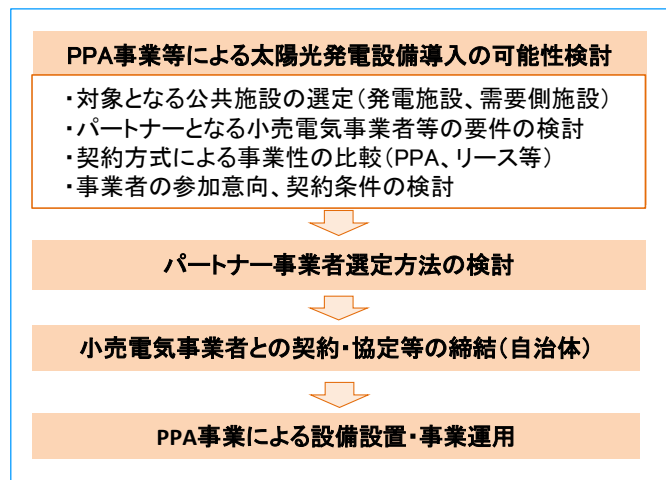 PPA事業等による太陽光発電設備導入の可能性検討
・対象となる公共施設の選定(発電施設、需要側施設)
・パートナーとなる小売電気事業者等の要件の検討
・契約方式による事業性の比較(PPA、リース等)
・事業者の参加意向、契約条件の検討
パートナー事業者選定方法の検討
小売電気事業者との契約・協定等の締結(自治体)
PPA事業による設備設置・事業運用